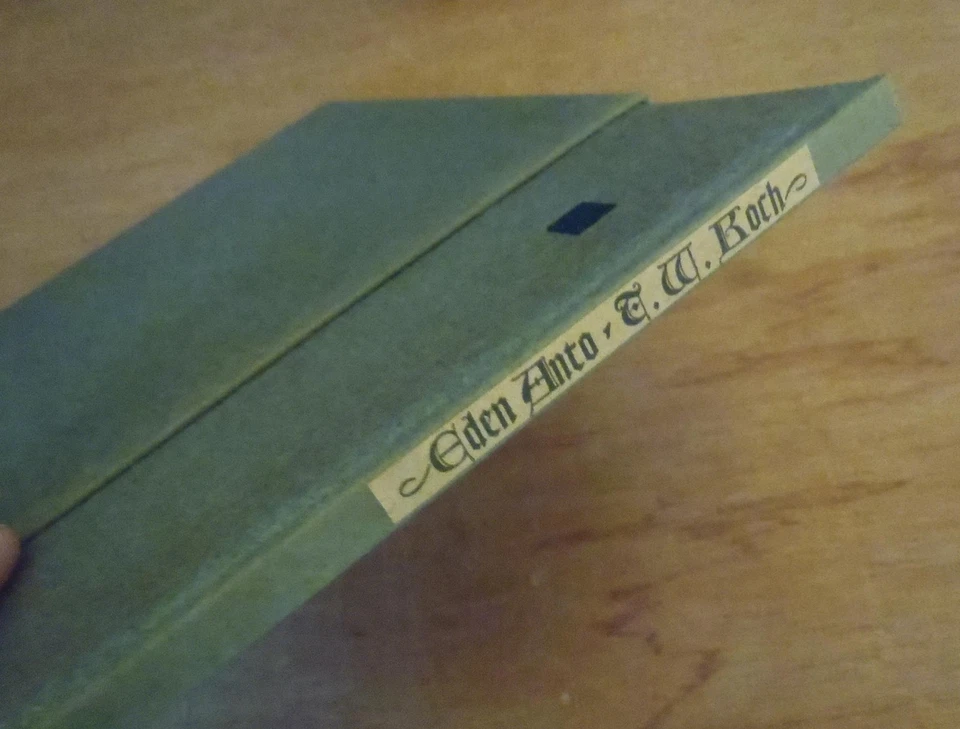 Eden Anto · T. W. Koch